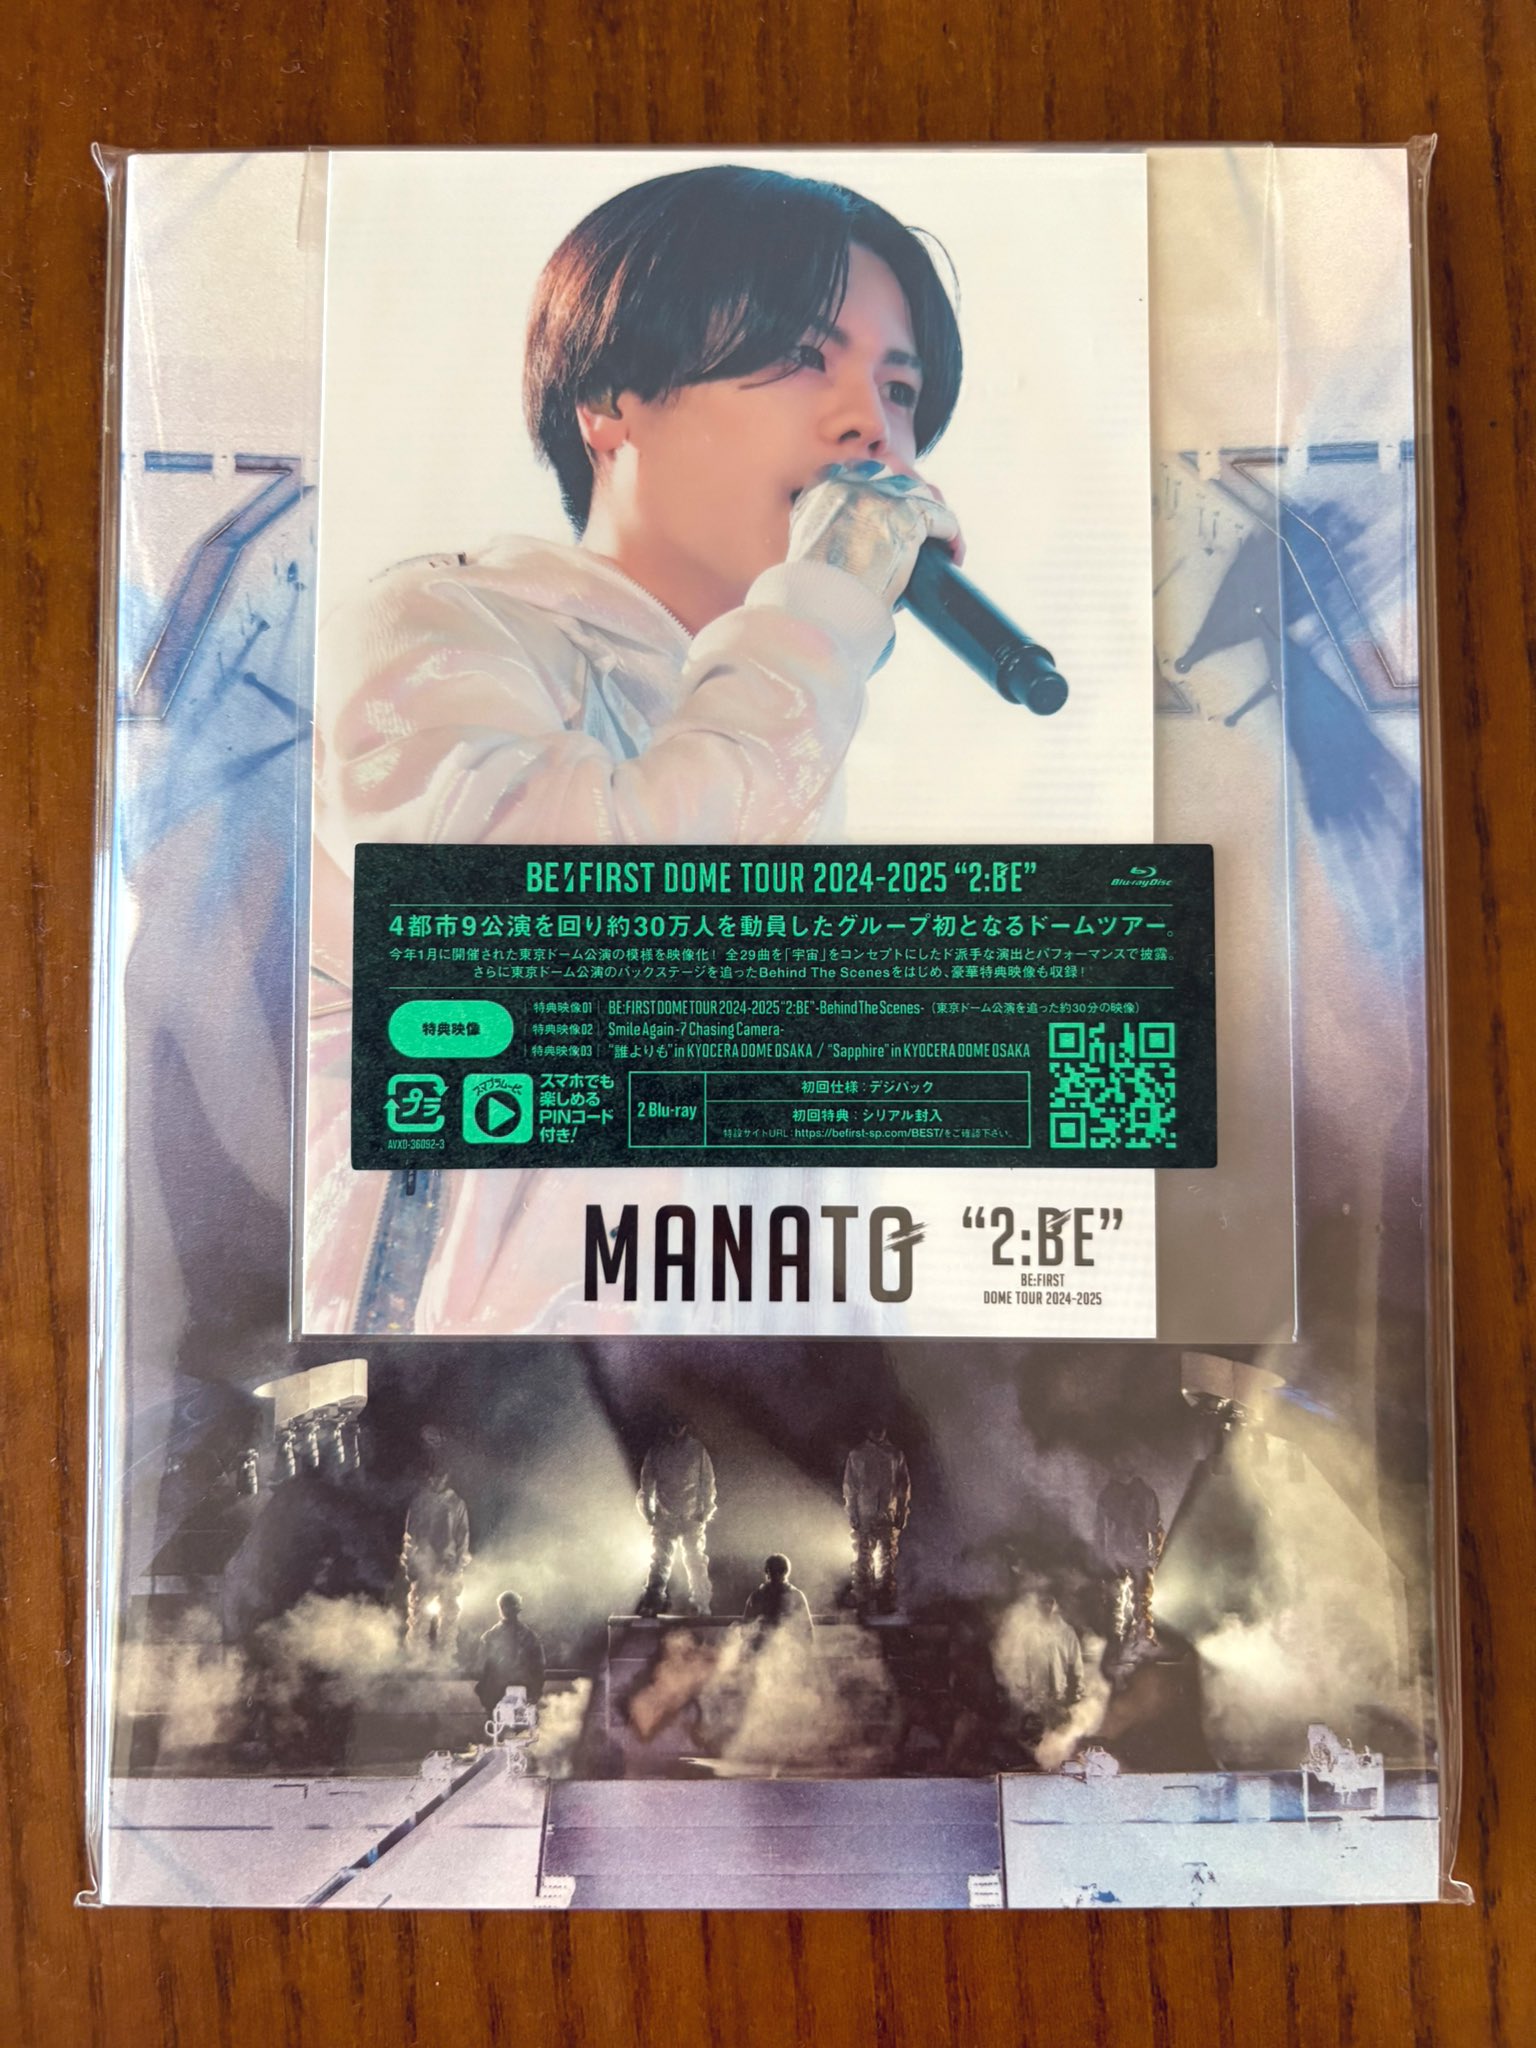 BE:FIRST DOME TOUR 2024-2025 “2:BE”
Blu-ray Disc
4都市9公演を回り約30万人を動員したグループ初となるドームツアー。
今年1月に開催された東京ドーム公演の模様を映像化！ 全29曲を「宇宙」をコンセプトにしたド派手な演出とパフォーマンスで披露。
さらに東京ドーム公演のバックステージを追ったBehind The Scenesをはじめ、豪華特典映像も収録！
特典映像
特典映像01 BE:FIRST DOME TOUR 2024-2025 “2:BE” -Behind The Scenes- (東京ドーム公演を追った約30分の映像)
特典映像02 Smile Again -7 Chasing Camera-
特典映像03 “誰よりも” in KYOCERA DOME OSAKA / “Sapphire” in KYOCERA DOME OSAKA
プラ
AVXD-36092~3
スマプラムービー
スマホでも
楽しめる
PINコード
付き！
2 Blu-ray
初回仕様：デジパック
初回特典：シリアル封入
特設サイトURL：https://befirst-sp.com/BEST/をご確認下さい。
MANATO
“2:BE”
BE:FIRST
DOME TOUR 2024-2025